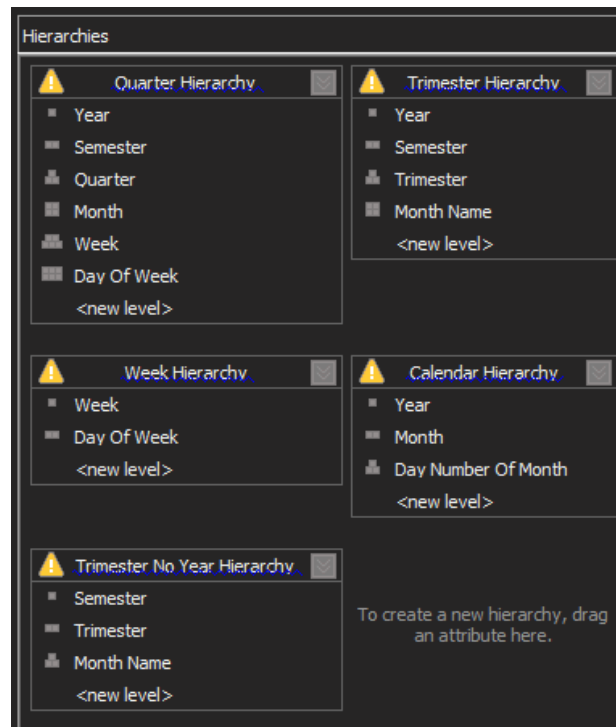 Hierarchies
Quarter Hierarchy
Year
Semester
Quarter
Month
Week
Day Of Week
<new level>
Trimester Hierarchy
Year
Semester
Trimester
Month Name
<new level>
Week Hierarchy
Week
Day Of Week
<new level>
Calendar Hierarchy
Year
Month
Day Number Of Month
<new level>
Trimester No Year Hierarchy
Semester
Trimester
Month Name
<new level>
To create a new hierarchy, drag
an attribute here.